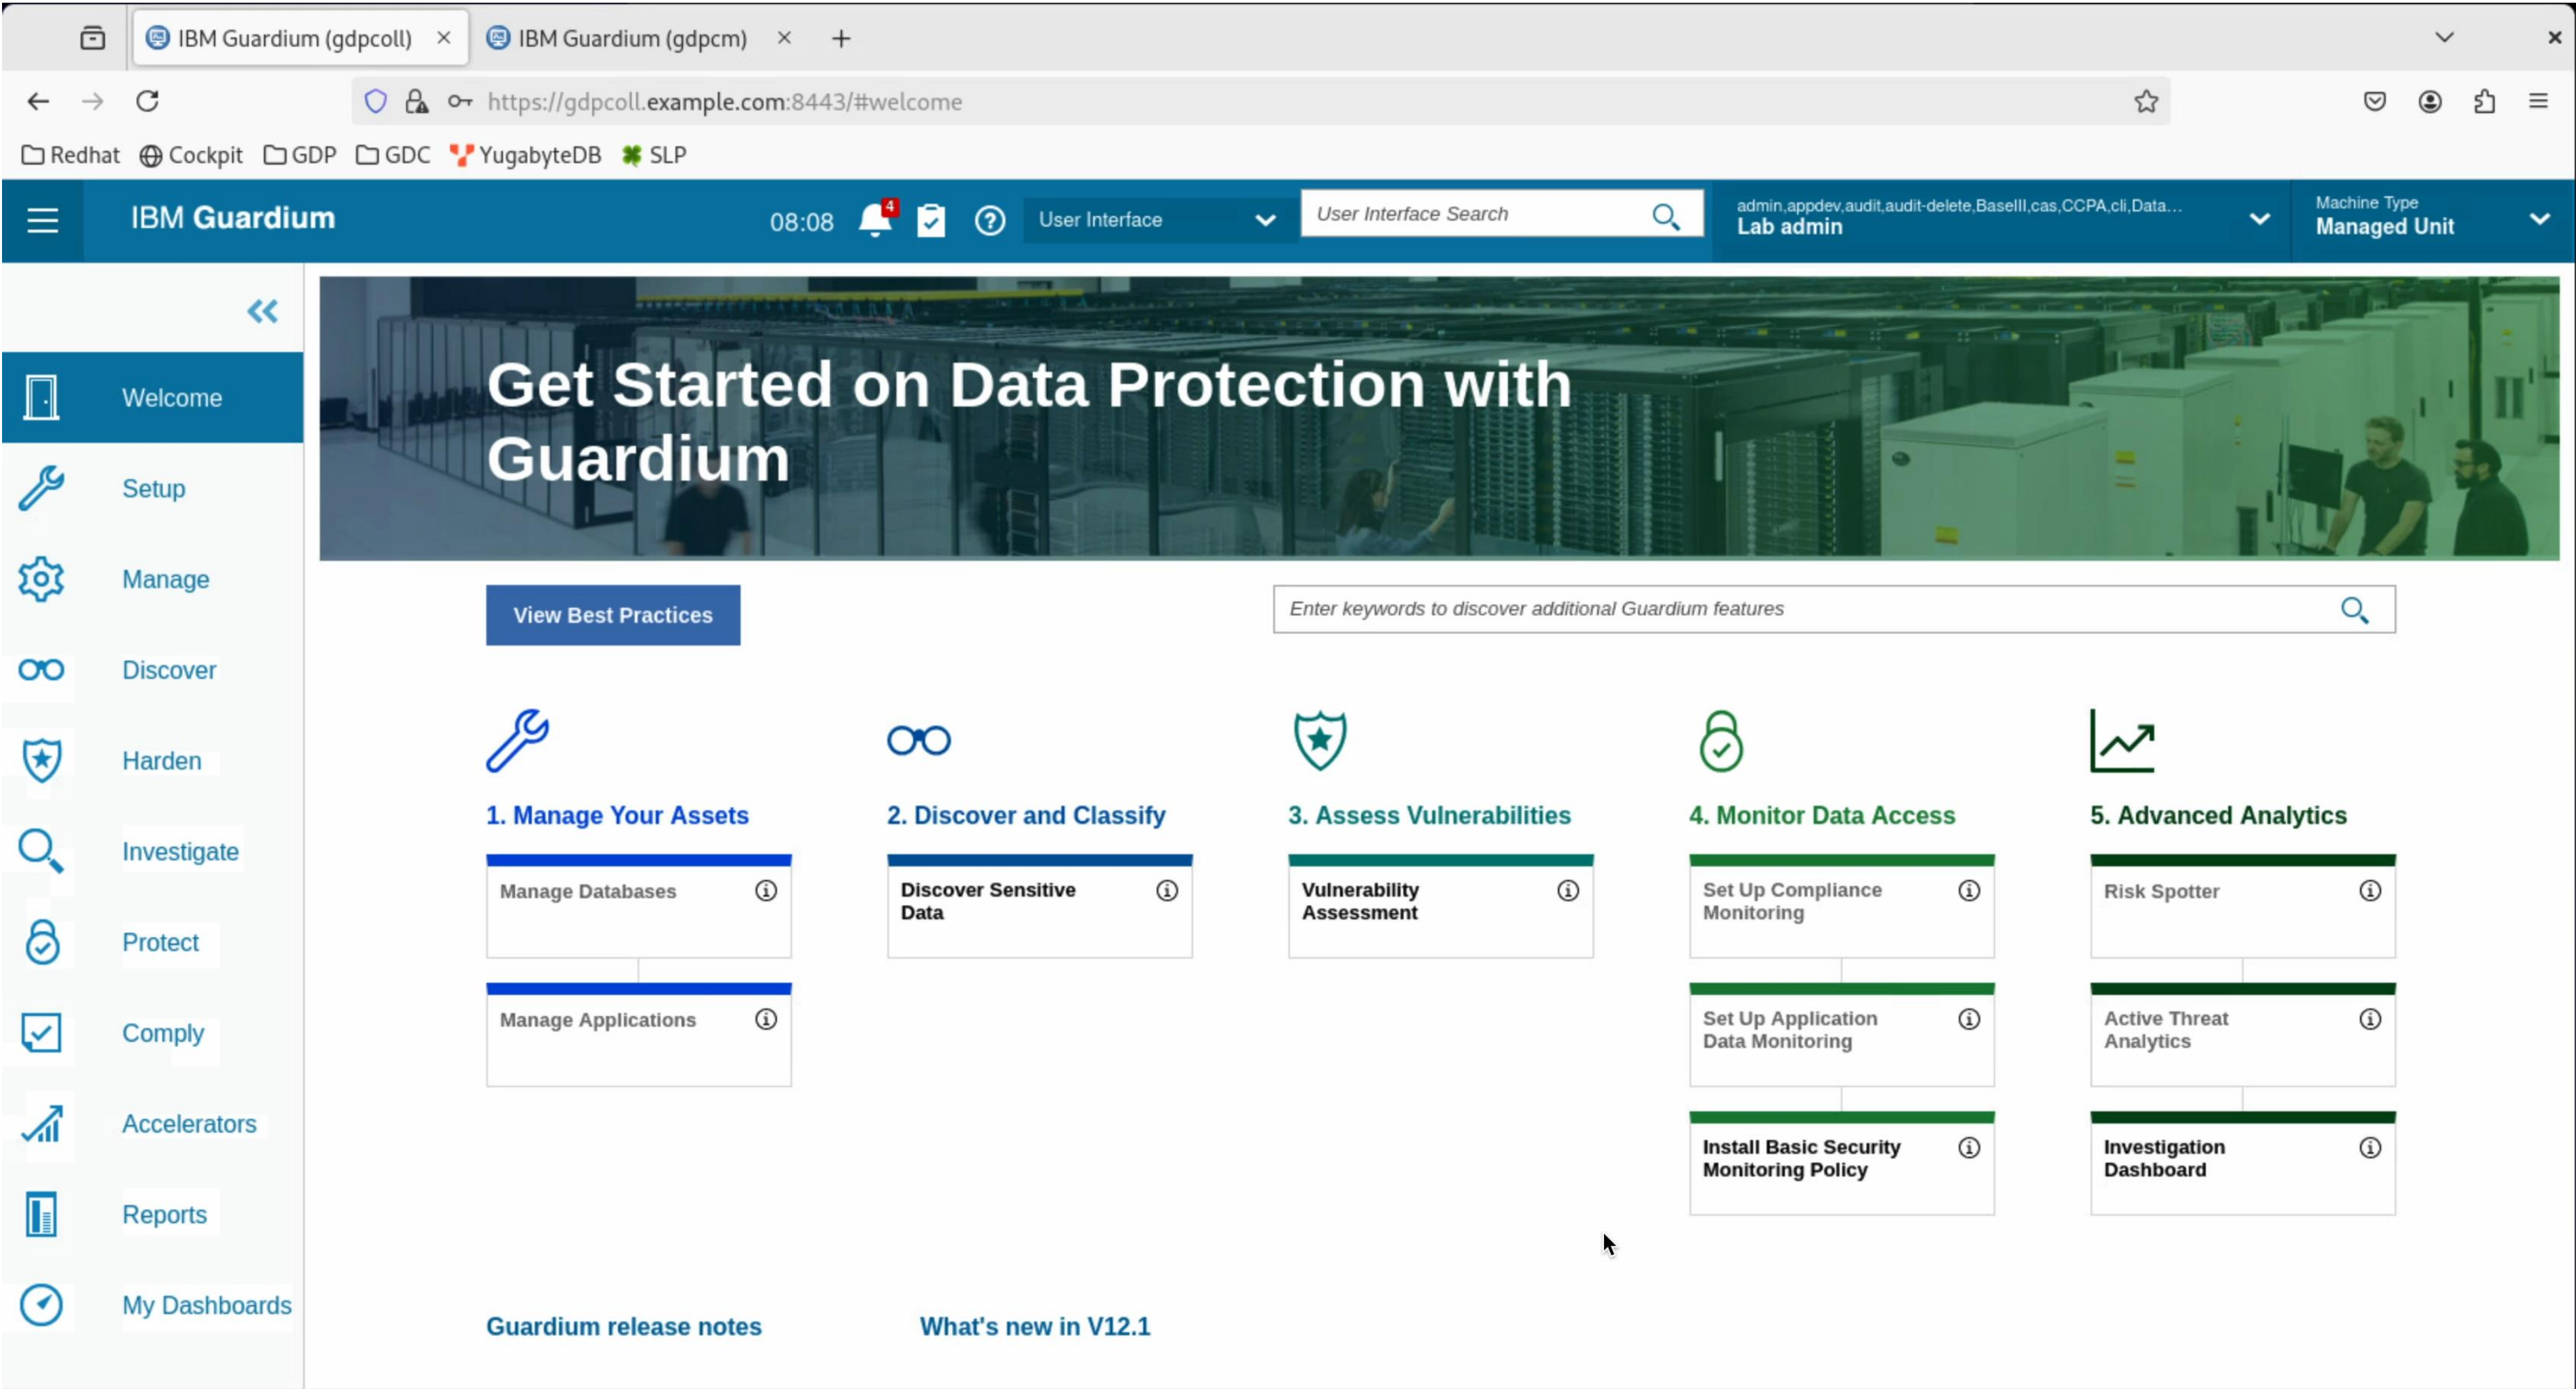 IBM Guardium (gdpcoll)
IBM Guardium (gdpcm)
https://gdpcoll.example.com:8443/#welcome
Redhat Cockpit GDP GDC YugabyteDB SLP
IBM Guardium
08:08
4
User Interface
User Interface Search
admin,appdev,audit,audit-delete,BaselII,cas,CCPA,cli,Data...
Lab admin
Machine Type
Managed Unit
Welcome
Setup
Manage
Discover
Harden
Investigate
Protect
Comply
Accelerators
Reports
My Dashboards
Get Started on Data Protection with
Guardium
View Best Practices
Enter keywords to discover additional Guardium features
1. Manage Your Assets
Manage Databases
Manage Applications
2. Discover and Classify
Discover Sensitive
Data
3. Assess Vulnerabilities
Vulnerability
Assessment
4. Monitor Data Access
Set Up Compliance
Monitoring
Set Up Application
Data Monitoring
Install Basic Security
Monitoring Policy
5. Advanced Analytics
Risk Spotter
Active Threat
Analytics
Investigation
Dashboard
Guardium release notes
What's new in V12.1